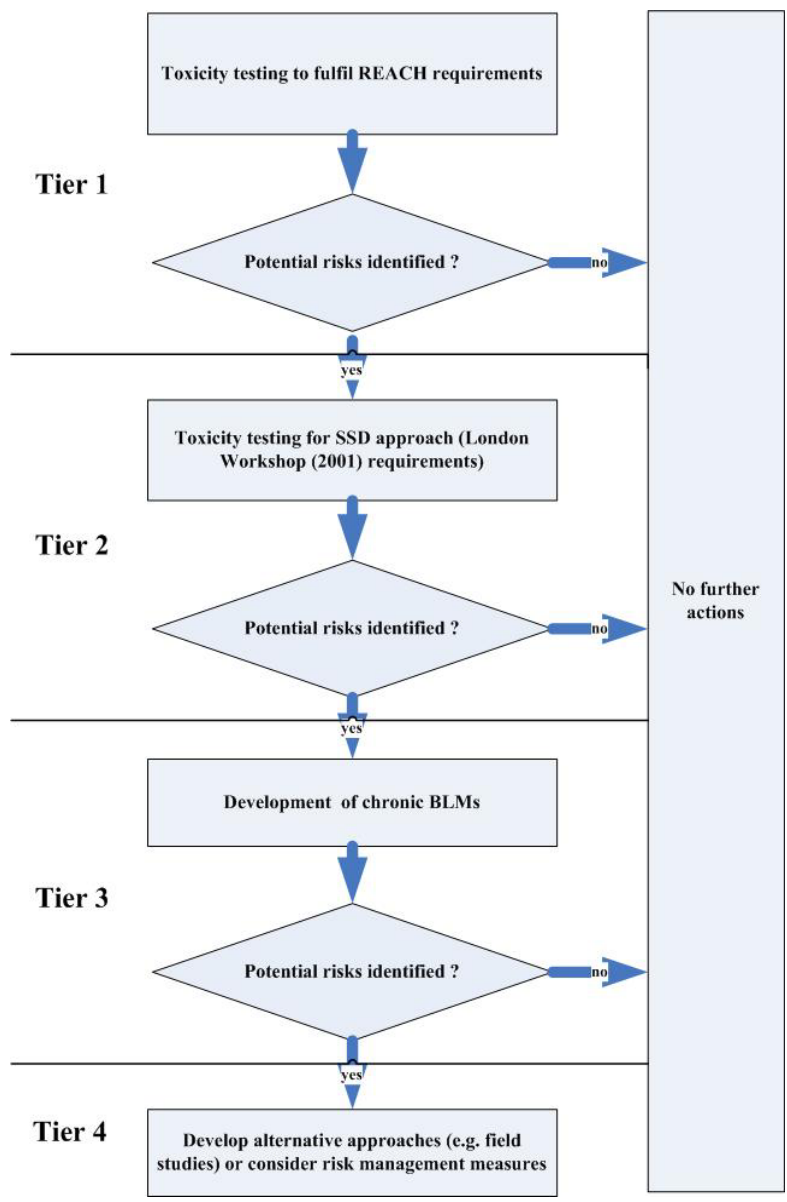 Toxicity testing to fulfil REACH requirements
Tier 1
Potential risks identified ?
no
yes
Toxicity testing for SSD approach (London
Workshop (2001) requirements)
Tier 2
No further
actions
Potential risks identified ?
no
yes
Development of chronic BLMs
Tier 3
Potential risks identified ?
no
yes
Tier 4
Develop alternative approaches (e.g. field
studies) or consider risk management measures